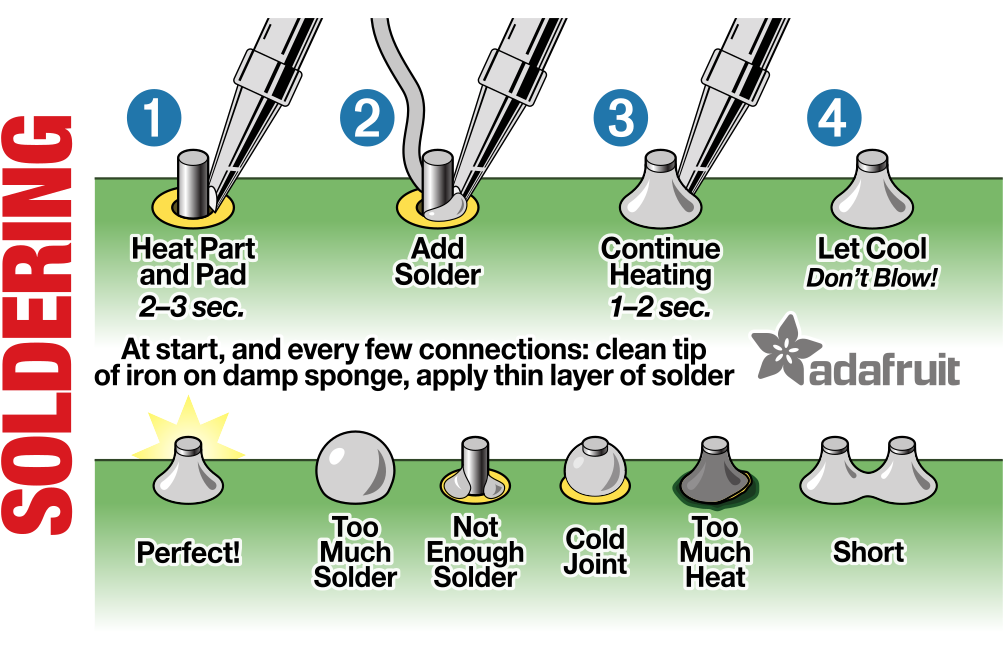 SOLDERING
1
2
3
4
Heat Part
and Pad
2–3 sec.
Add
Solder
Continue
Heating
1–2 sec.
Let Cool
Don't Blow!
At start, and every few connections: clean tip
of iron on damp sponge, apply thin layer of solder
adafruit
Perfect!
Too
Much
Solder
Not
Enough
Solder
Cold
Joint
Too
Much
Heat
Short